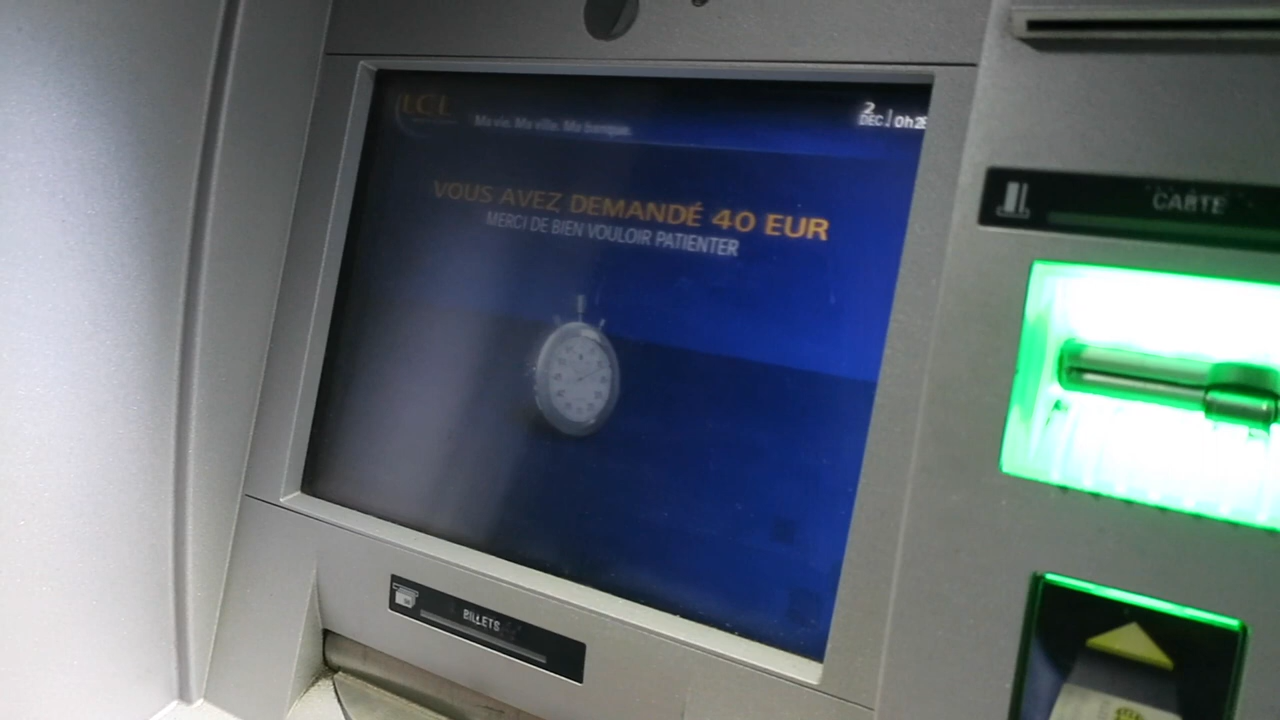 LCL
Ma vie. Ma ville. Ma banque.
2
DEC. 0h28
VOUS AVEZ DEMANDÉ 40 EUR
MERCI DE BIEN VOULOIR PATIENTER
CARTE
BILLETS